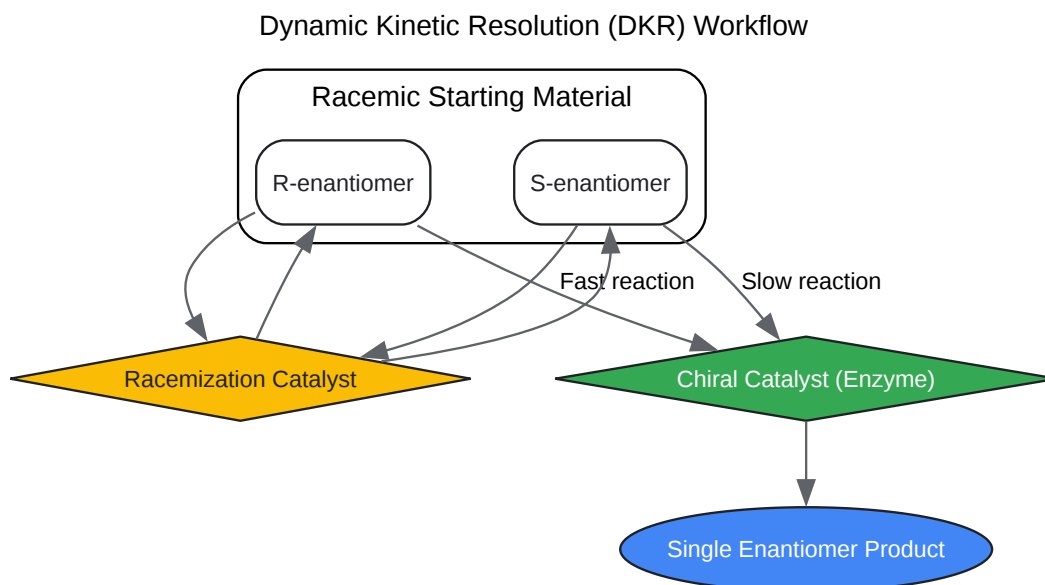 Dynamic Kinetic Resolution (DKR) Workflow
Racemic Starting Material
R-enantiomer
S-enantiomer
Fast reaction
Slow reaction
Racemization Catalyst
Chiral Catalyst (Enzyme)
Single Enantiomer Product